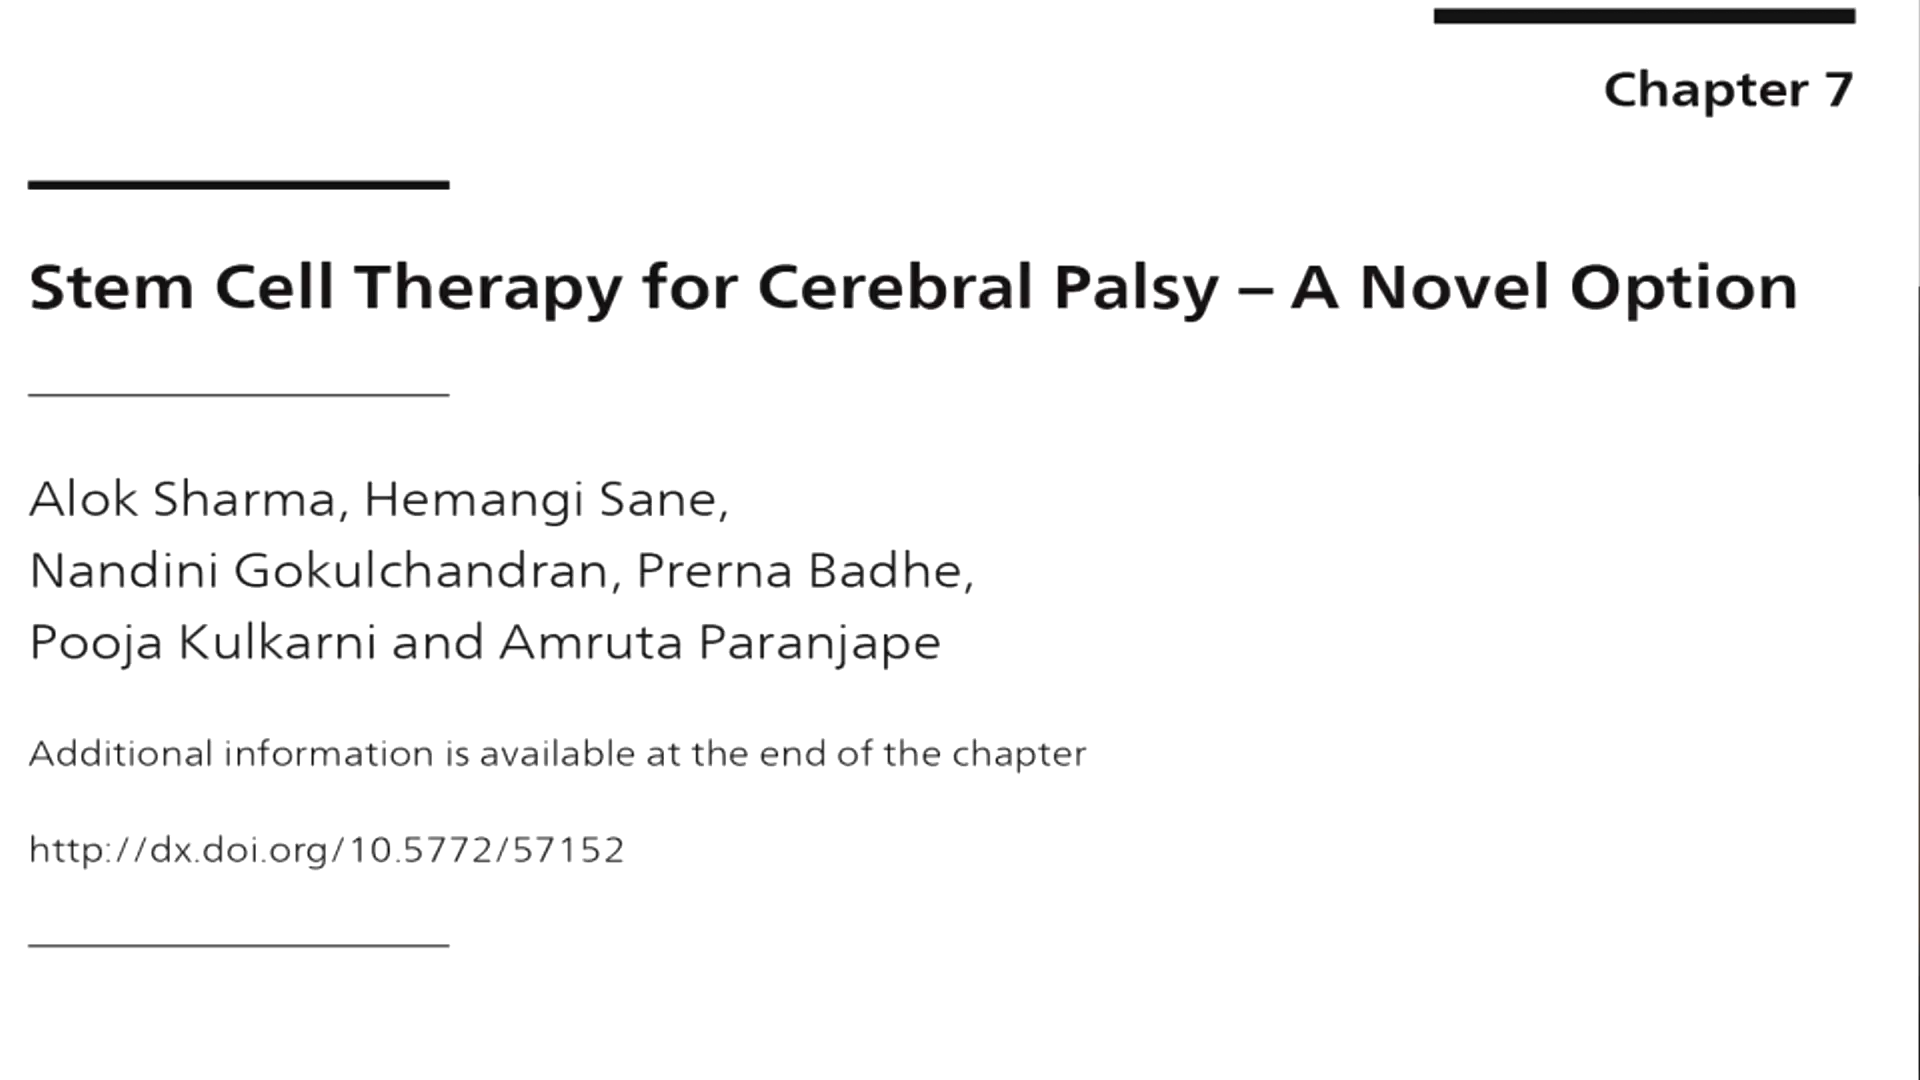 Chapter 7
Stem Cell Therapy for Cerebral Palsy – A Novel Option
Alok Sharma, Hemangi Sane,
Nandini Gokulchandran, Prerna Badhe,
Pooja Kulkarni and Amruta Paranjape
Additional information is available at the end of the chapter
http://dx.doi.org/10.5772/57152